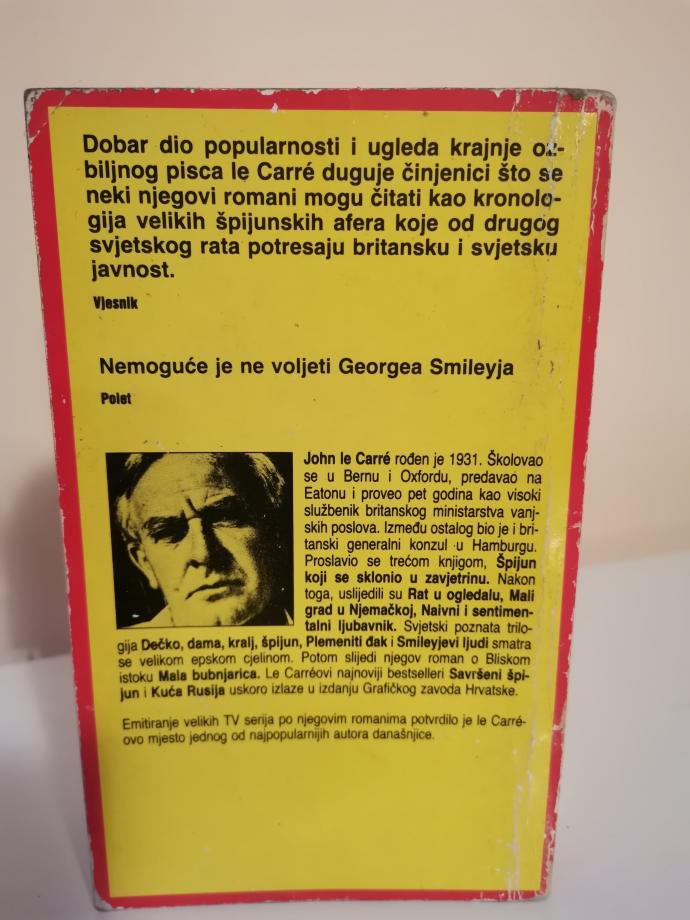 Dobar dio popularnosti i ugleda krajnje oz-
biljnog pisca le Carré duguje činjenici što se
neki njegovi romani mogu čitati kao kronolo-
gija velikih špijunskih afera koje od drugog
svjetskog rata potresaju britansku i svjetsku
javnost.
Vjesnik
Nemoguće je ne voljeti Georgea Smileyja
Polet
John le Carré rođen je 1931. Školovao
se u Bernu i Oxfordu, predavao na
Eatonu i proveo pet godina kao visoki
službenik britanskog ministarstva vanj-
skih poslova. Između ostalog bio je i bri-
tanski generalni konzul u Hamburgu.
Proslavio se trećom knjigom, Špijun
koji se sklonio u zavjetrinu. Nakon
toga, uslijedili su Rat u ogledalu, Mali
grad u Njemačkoj, Naivni i sentimen-
talni ljubavnik. Svjetski poznata trilo-
gija Dečko, dama, kralj, špijun, Plemeniti đak i Smileyjevi ljudi smatra
se velikom epskom cjelinom. Potom slijedi njegov roman o Bliskom
istoku Mala bubnjarica. Le Carréovi najnoviji bestselleri Savršeni špi-
jun i Kuća Rusija uskoro izlaze u izdanju Grafičkog zavoda Hrvatske.
Emitiranje velikih TV serija po njegovim romanima potvrdilo je le Carré-
ovo mjesto jednog od najpopularnijih autora današnjice.